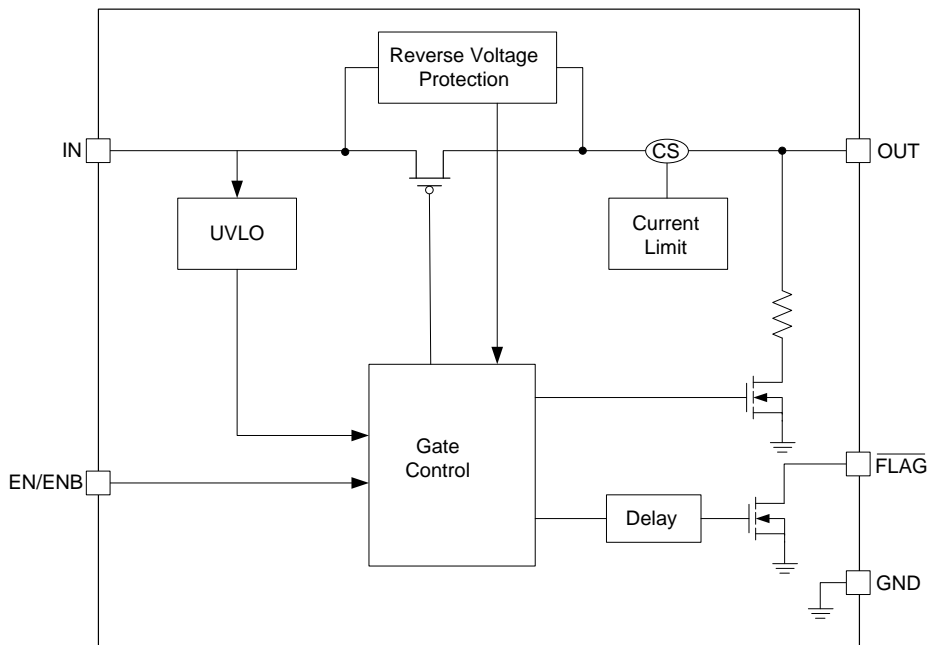 Reverse Voltage
Protection
IN
CS
OUT
UVLO
Current
Limit
Gate
Control
EN/ENB
FLAG
Delay
GND